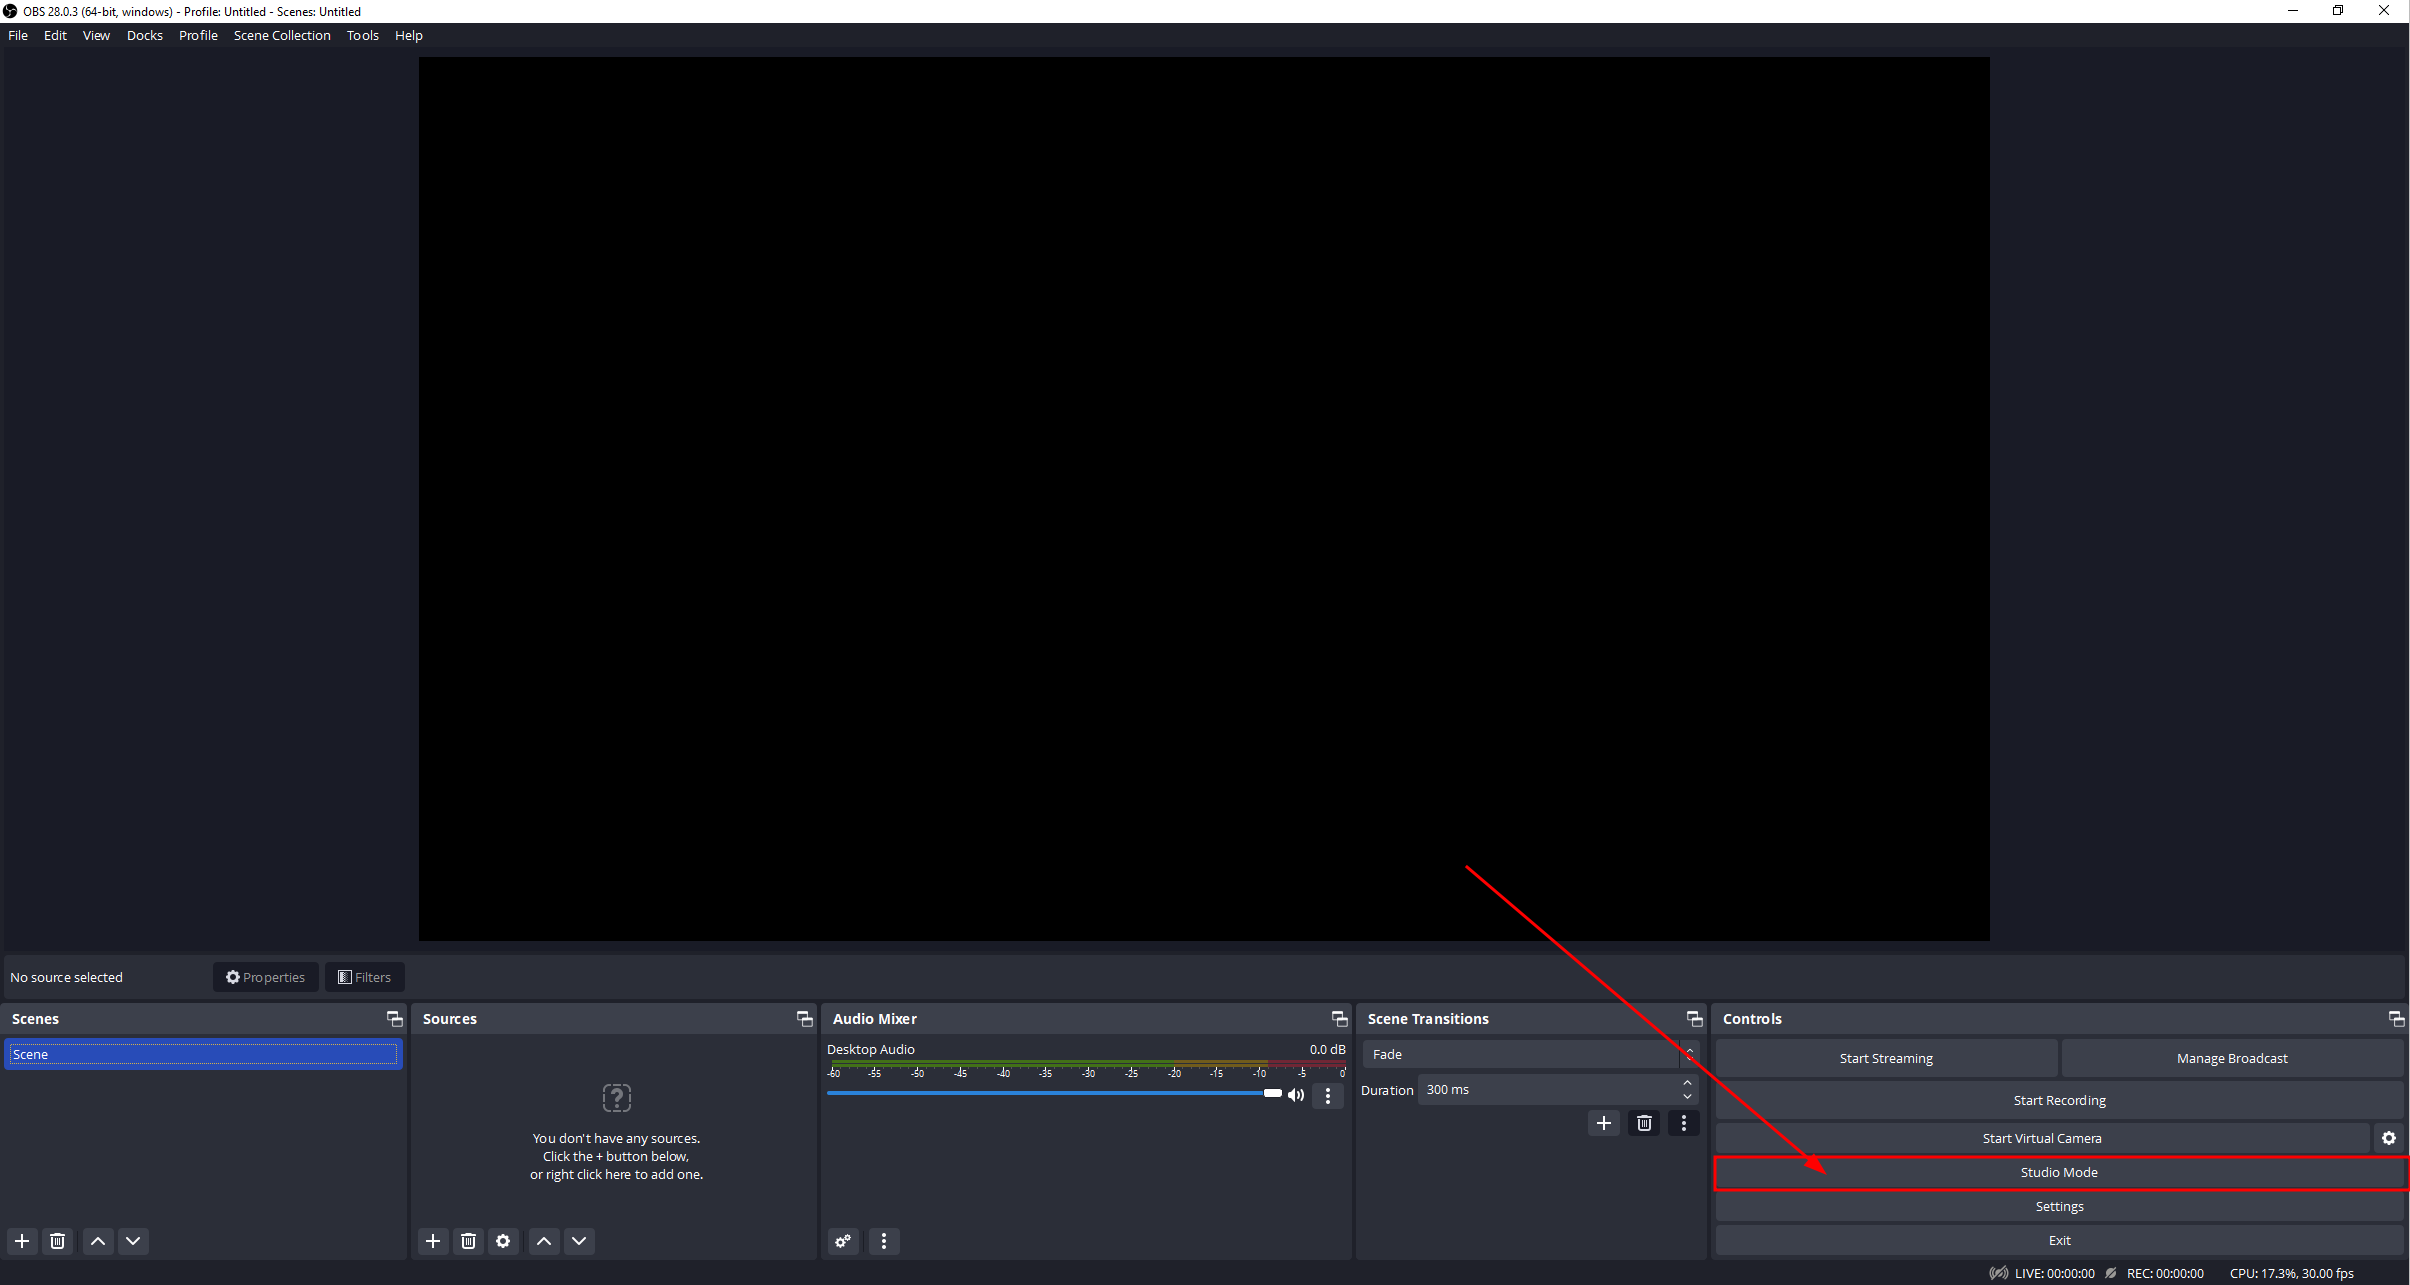 OBS 28.0.3 (64-bit, windows) - Profile: Untitled - Scenes: Untitled
File Edit View Docks Profile Scene Collection Tools Help
No source selected Properties Filters
Scenes
Scene
Sources
You don't have any sources.
Click the + button below,
or right click here to add one.
Audio Mixer
Desktop Audio 0.0 dB
-60 -55 -50 -45 -40 -35 -30 -25 -20 -15 -10 -5 0
Scene Transitions
Fade
Duration 300 ms
Controls
Start Streaming Manage Broadcast
Start Recording
Start Virtual Camera
Studio Mode
Settings
Exit
LIVE: 00:00:00 REC: 00:00:00 CPU: 17.3%, 30.00 fps